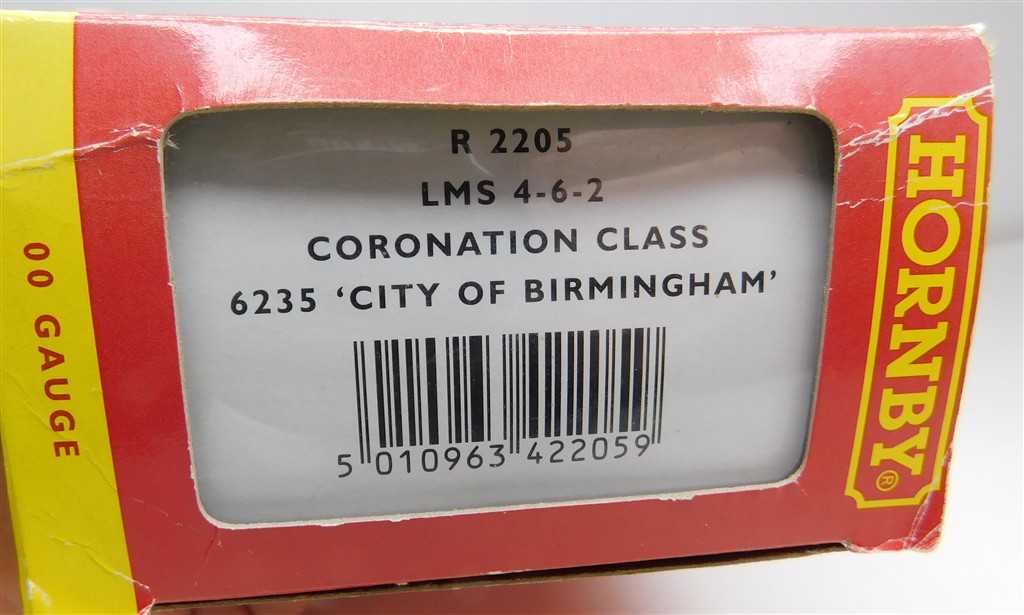 00 GAUGE
R 2205
LMS 4-6-2
CORONATION CLASS
6235 ‘CITY OF BIRMINGHAM’
5 010963 422059
HORNBY®